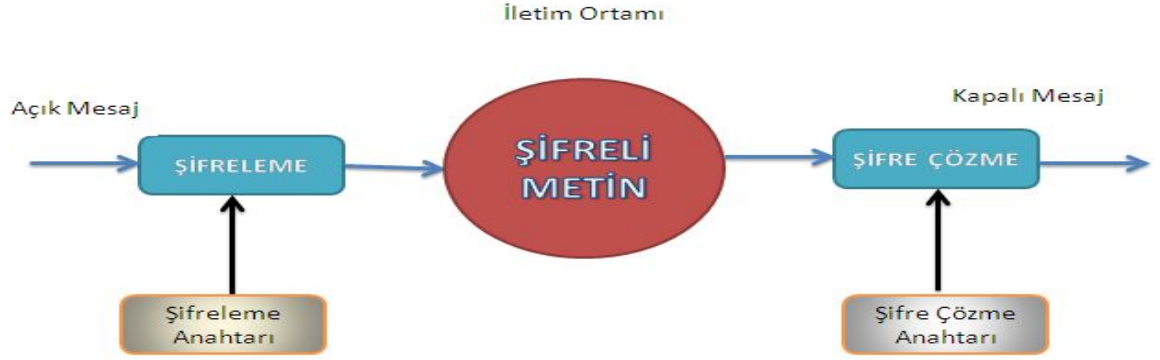 İletim Ortamı
Açık Mesaj
Kapalı Mesaj
ŞİFRELEME
ŞİFRELİ
METİN
ŞİFRE ÇÖZME
Şifreleme
Anahtarı
Şifre Çözme
Anahtarı